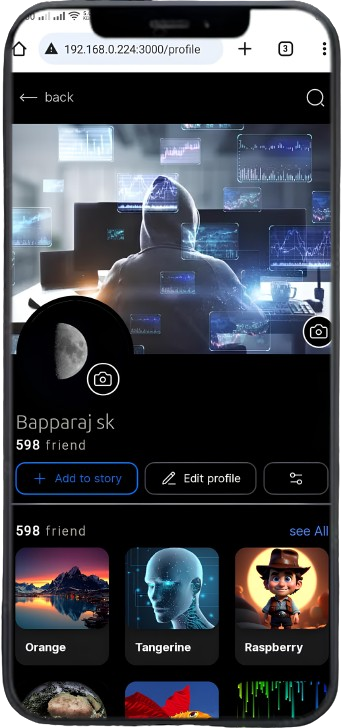 192.168.0.224:3000/profile
3
back
Bapparaj sk
598 friend
Add to story
Edit profile
598 friend
see All
Orange
Tangerine
Raspberry